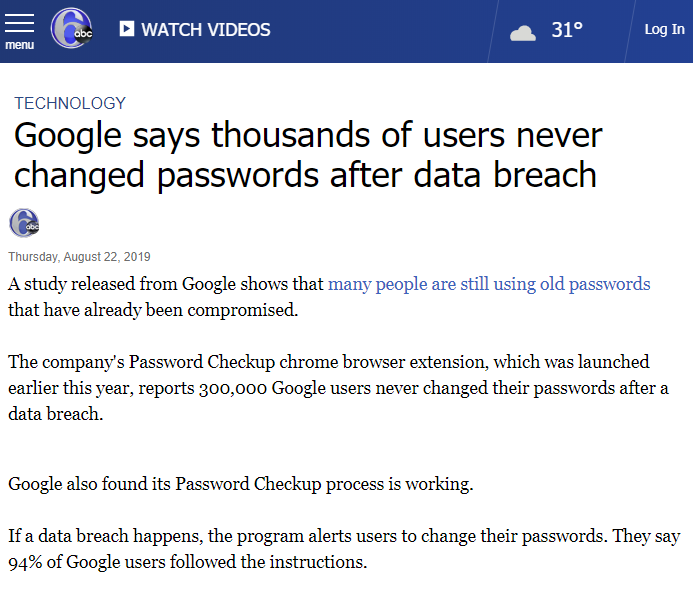 menu
6 abc
WATCH VIDEOS
31°
Log In
TECHNOLOGY
Google says thousands of users never
changed passwords after data breach
6 abc
Thursday, August 22, 2019
A study released from Google shows that many people are still using old passwords
that have already been compromised.
The company's Password Checkup chrome browser extension, which was launched
earlier this year, reports 300,000 Google users never changed their passwords after a
data breach.
Google also found its Password Checkup process is working.
If a data breach happens, the program alerts users to change their passwords. They say
94% of Google users followed the instructions.